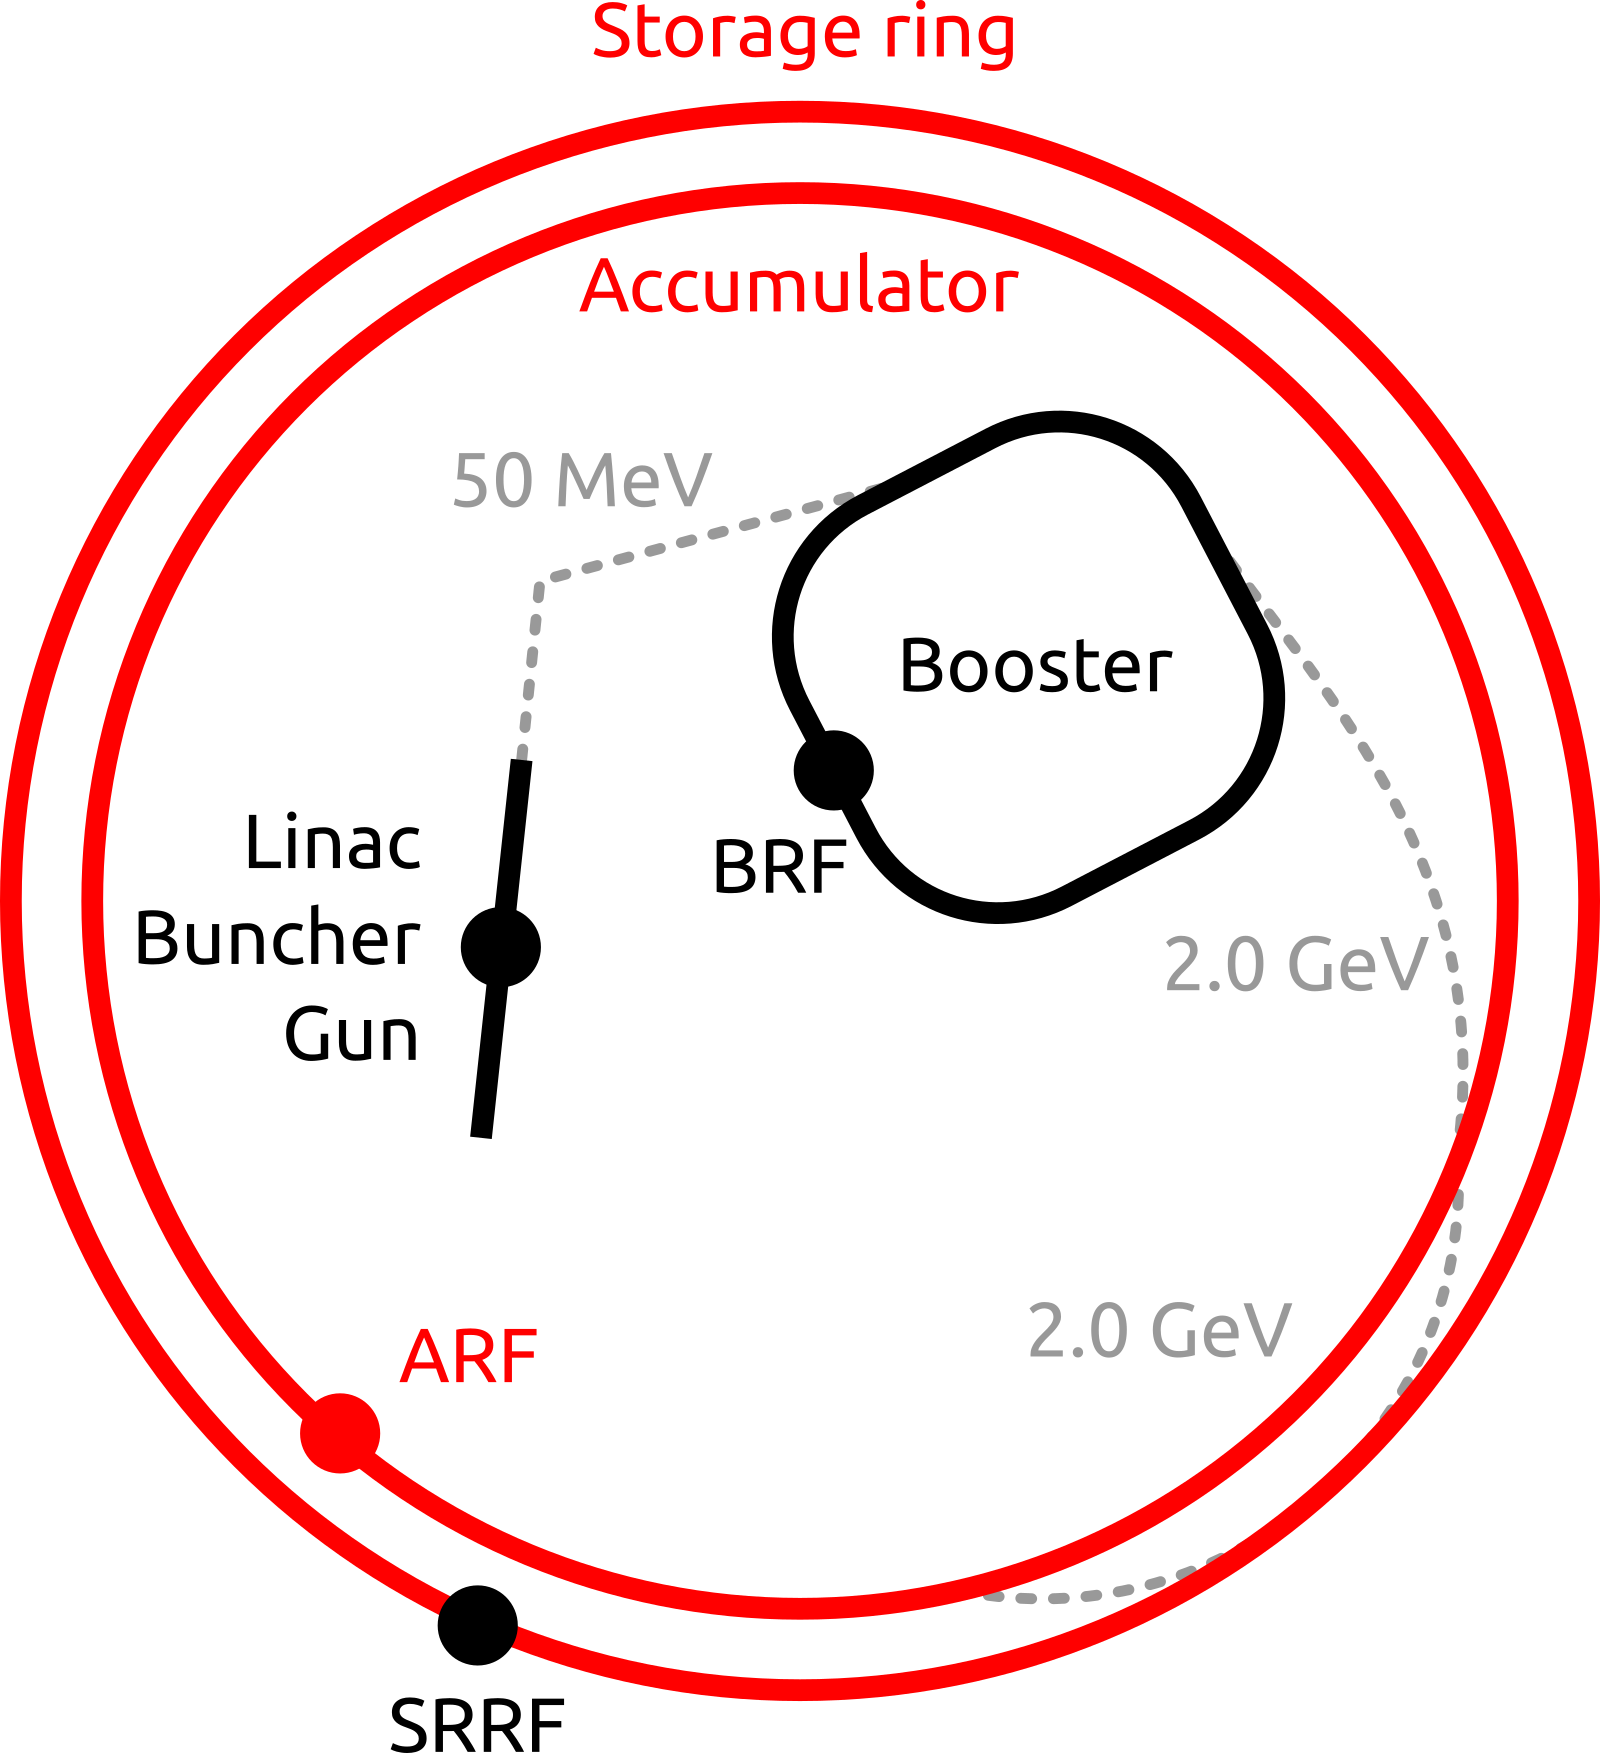 Storage ring
Accumulator
50 MeV
Booster
Linac
Buncher
Gun
BRF
2.0 GeV
2.0 GeV
ARF
SRRF